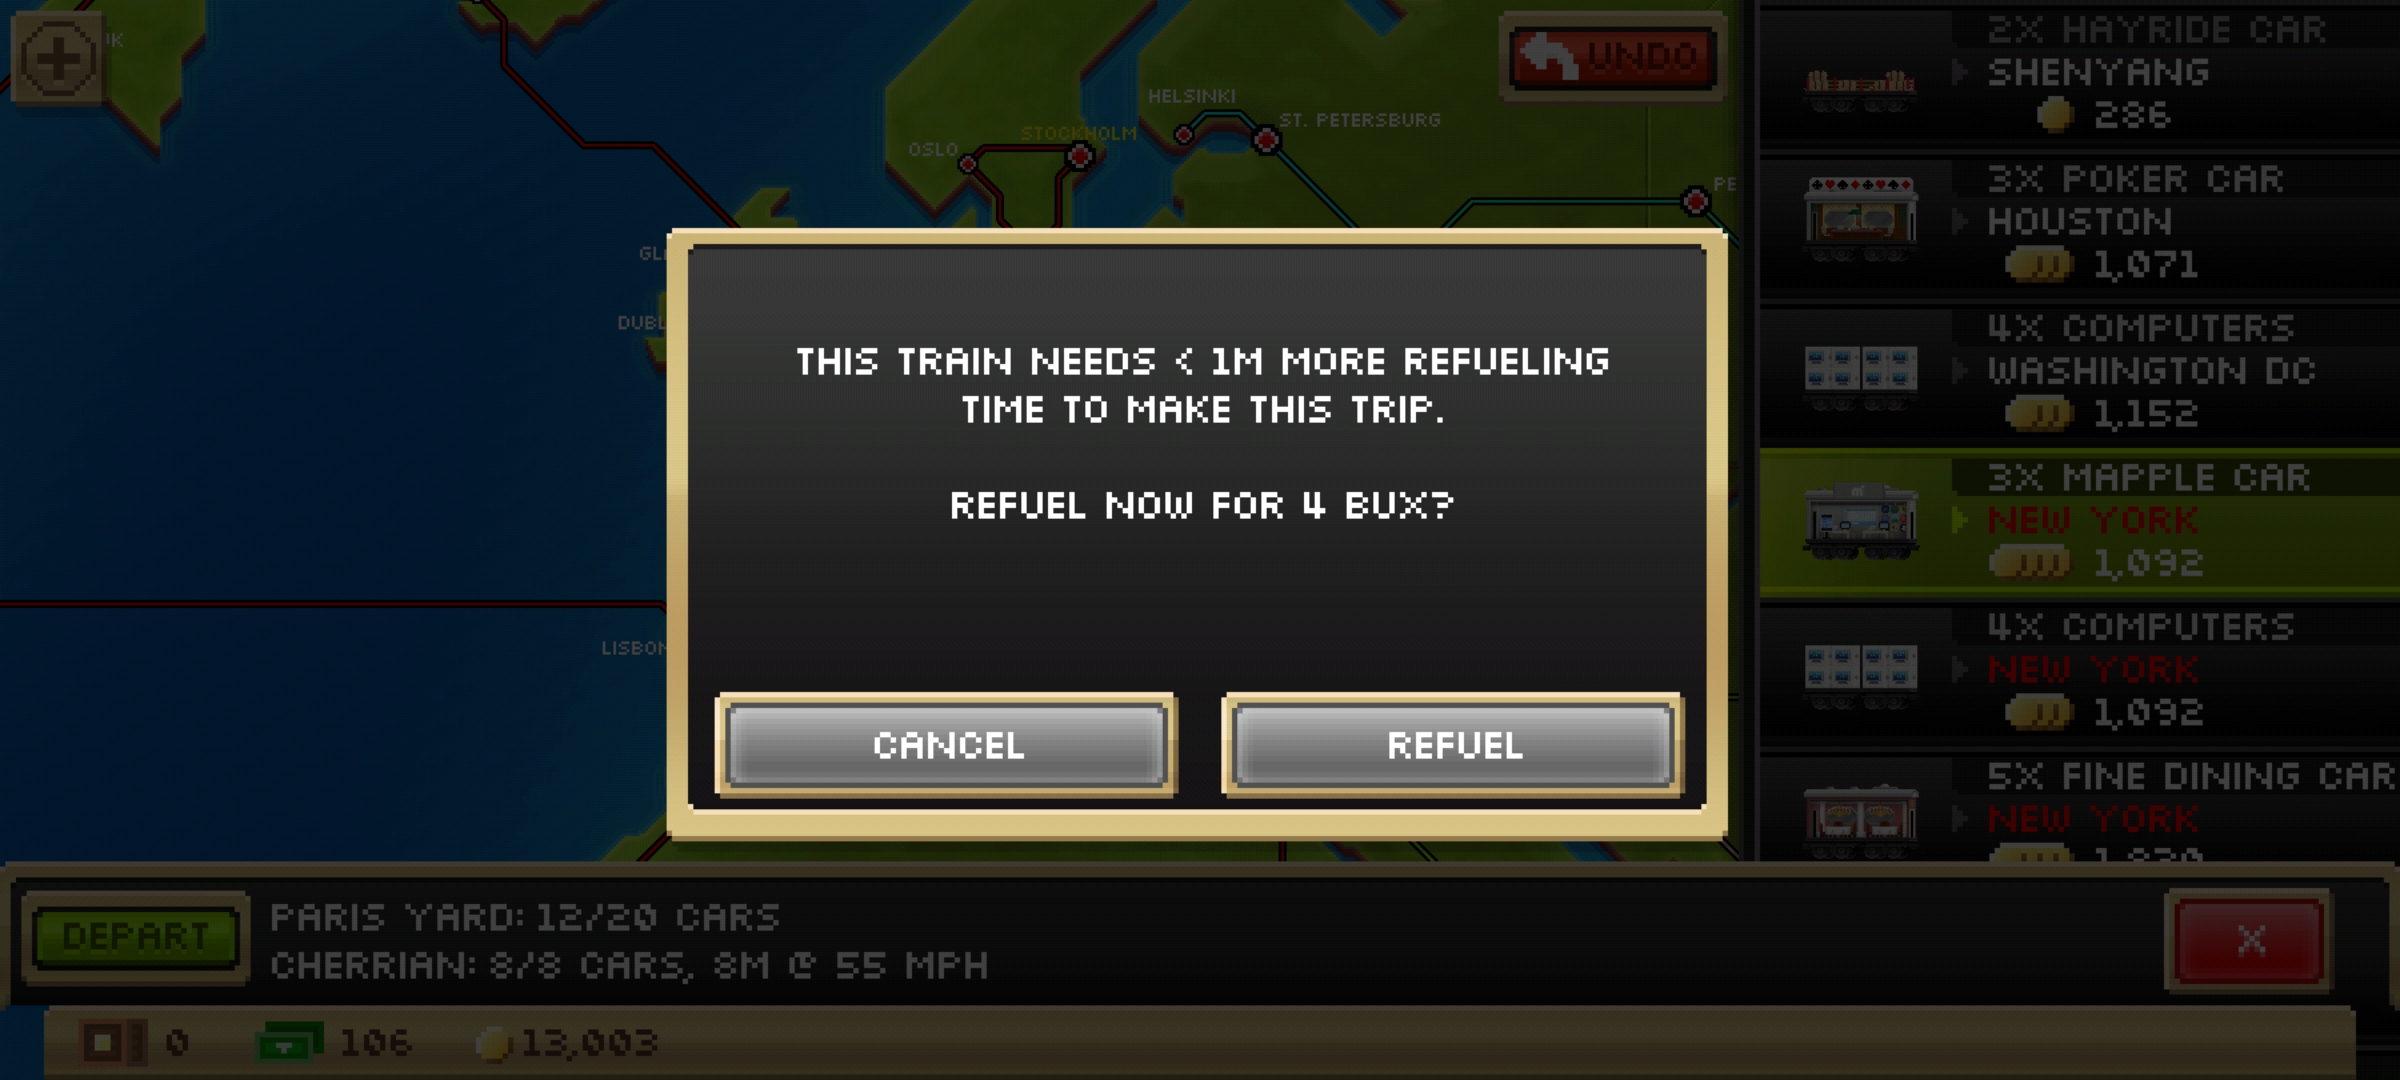 UNDO
HELSINKI
ST. PETERSBURG
STOCKHOLM
OSLO
LISBON
THIS TRAIN NEEDS < 1M MORE REFUELING
TIME TO MAKE THIS TRIP.
REFUEL NOW FOR 4 BUX?
CANCEL
REFUEL
2X HAYRIDE CAR
SHENYANG
286
3X POKER CAR
HOUSTON
1,071
4X COMPUTERS
WASHINGTON DC
1,152
3X MAPPLE CAR
NEW YORK
1,092
4X COMPUTERS
NEW YORK
1,092
5X FINE DINING CAR
NEW YORK
DEPART
PARIS YARD: 12/20 CARS
CHERRIAN: 8/8 CARS, 8M @ 55 MPH
X
0
106
13,003